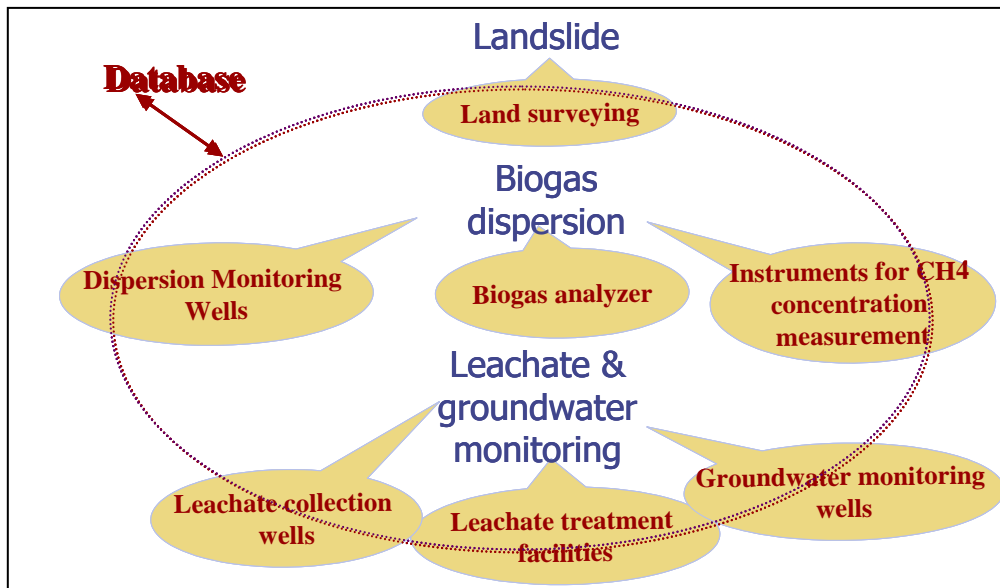 Landslide
Database
Land surveying
Biogas
dispersion
Dispersion Monitoring
Wells
Biogas analyzer
Instruments for CH4
concentration
measurement
Leachate &
groundwater
monitoring
Leachate collection
wells
Leachate treatment
facilities
Groundwater monitoring
wells